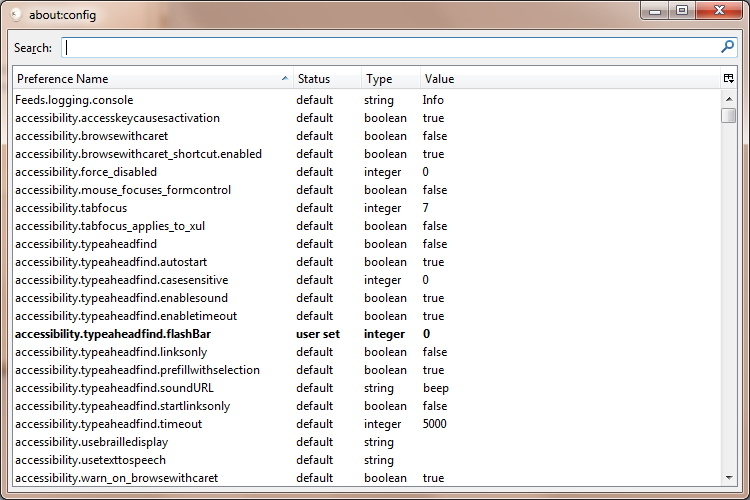 about:config
Search:
Preference Name Status Type Value
Feeds.logging.console default string Info
accessibility.accesskeycausesactivation default boolean true
accessibility.browsewithcaret default boolean false
accessibility.browsewithcaret_shortcut.enabled default boolean true
accessibility.force_disabled default integer 0
accessibility.mouse_focuses_formcontrol default boolean false
accessibility.tabfocus default integer 7
accessibility.tabfocus_applies_to_xul default boolean false
accessibility.typeaheadfind default boolean false
accessibility.typeaheadfind.autostart default boolean true
accessibility.typeaheadfind.casesensitive default integer 0
accessibility.typeaheadfind.enablesound default boolean true
accessibility.typeaheadfind.enabletimeout default boolean true
accessibility.typeaheadfind.flashBar user set integer 0
accessibility.typeaheadfind.linksonly default boolean false
accessibility.typeaheadfind.prefillwithselection default boolean true
accessibility.typeaheadfind.soundURL default string beep
accessibility.typeaheadfind.startlinksonly default boolean false
accessibility.typeaheadfind.timeout default integer 5000
accessibility.usebrailledisplay default string
accessibility.usetexttospeech default string
accessibility.warn_on_browsewithcaret default boolean true